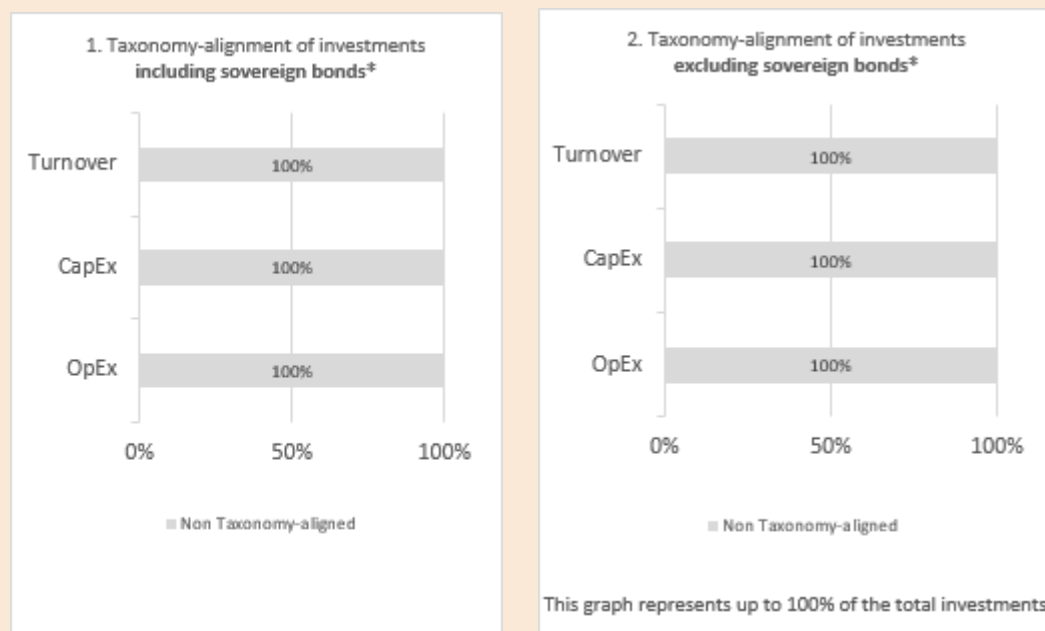 1. Taxonomy-alignment of investments
including sovereign bonds*
Turnover
100%
CapEx
100%
OpEx
100%
0%
50%
100%
Non Taxonomy-aligned
2. Taxonomy-alignment of investments
excluding sovereign bonds*
Turnover
100%
CapEx
100%
OpEx
100%
0%
50%
100%
Non Taxonomy-aligned
This graph represents up to 100% of the total investments